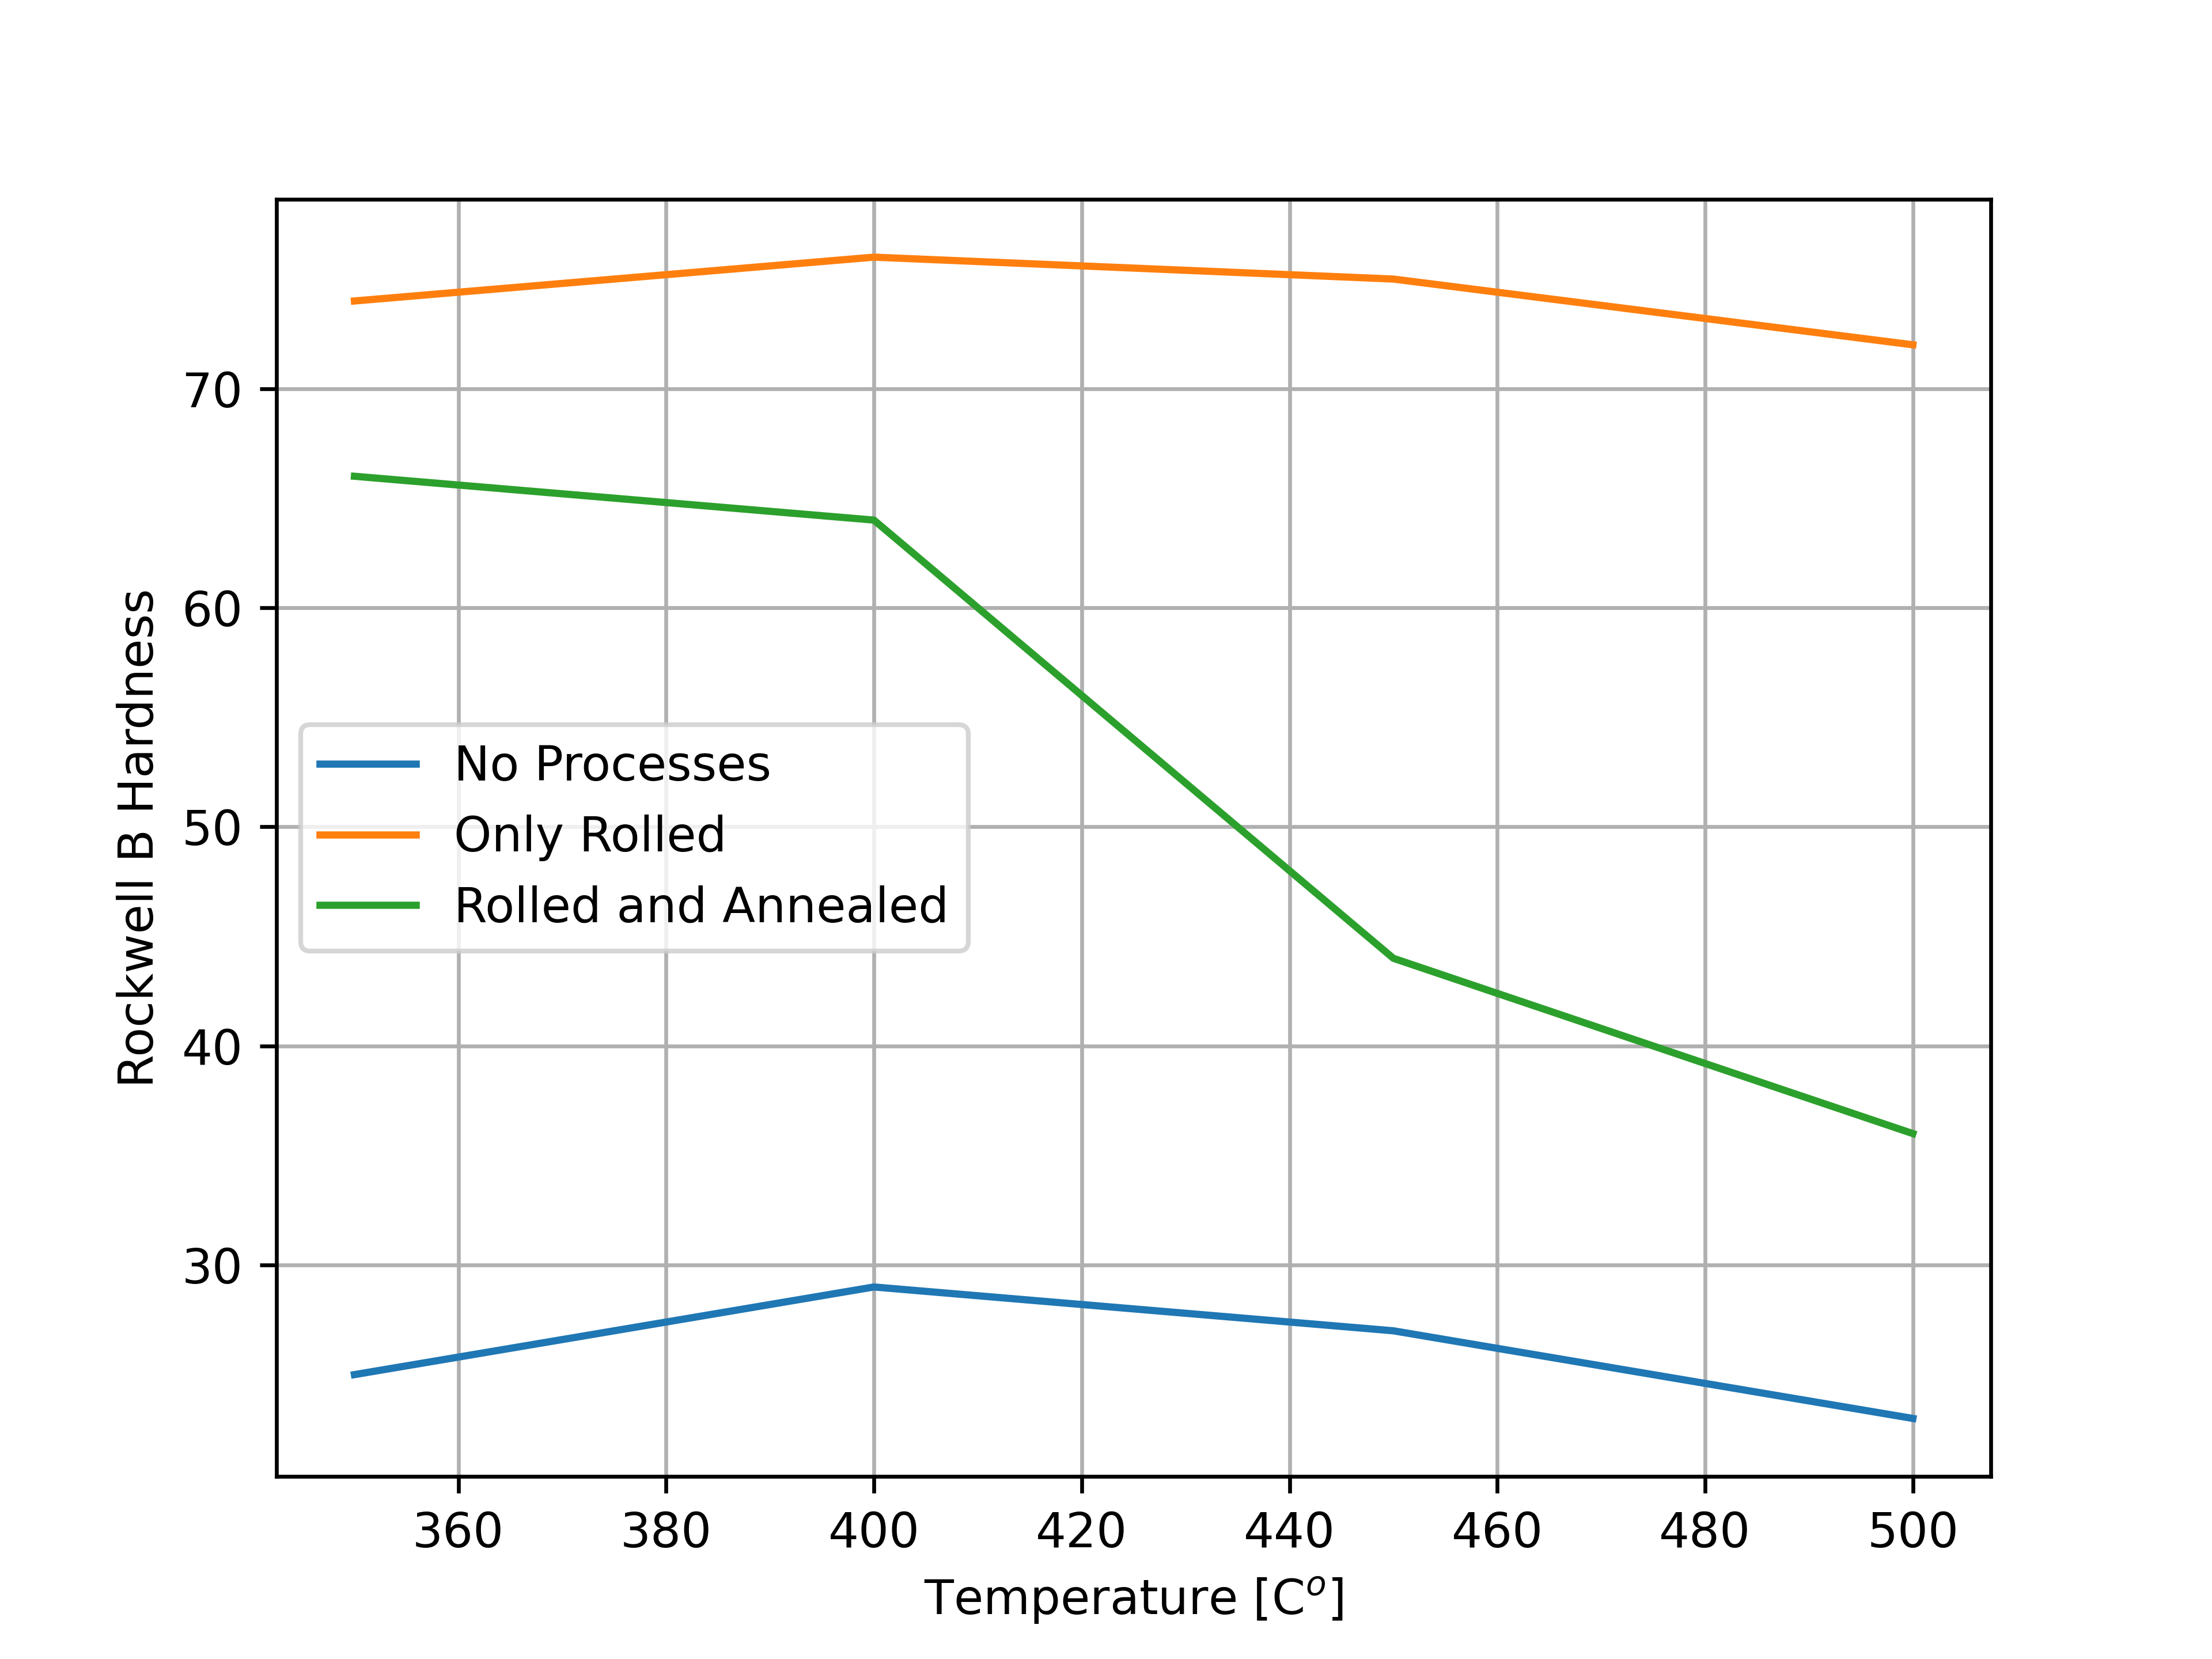 70
60
50
40
30
Rockwell B Hardness
No Processes
Only Rolled
Rolled and Annealed
360 380 400 420 440 460 480 500
Temperature [Cᵒ]